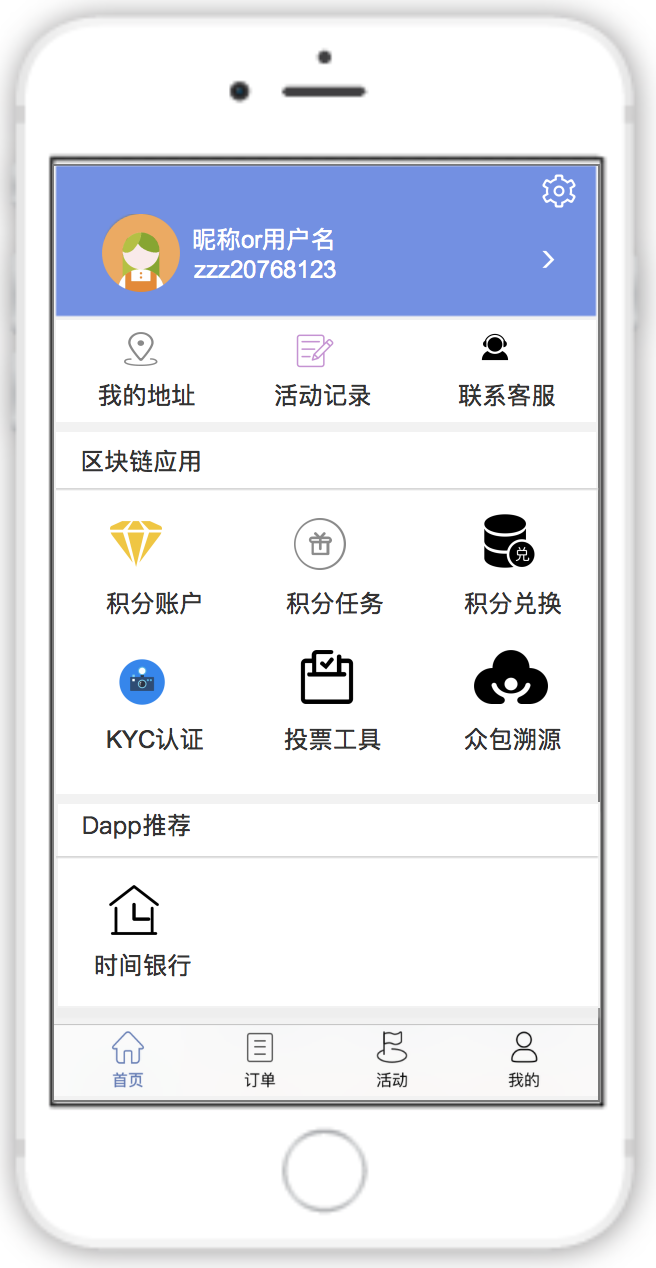 昵称or用户名
zzz20768123
我的地址 活动记录 联系客服
区块链应用
兑
积分账户 积分任务 积分兑换
KYC认证 投票工具 众包溯源
Dapp推荐
时间银行
首页 订单 活动 我的